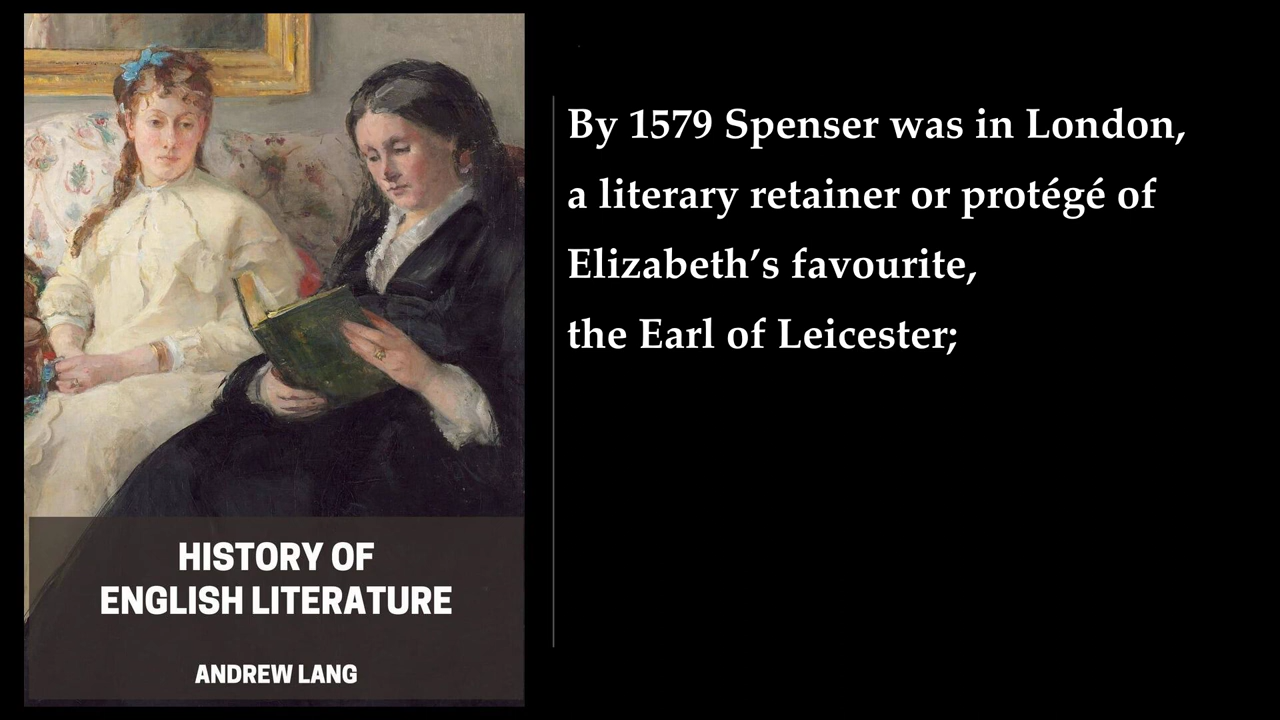 HISTORY OF
ENGLISH LITERATURE
ANDREW LANG
By 1579 Spenser was in London,
a literary retainer or protégé of
Elizabeth’s favourite,
the Earl of Leicester;